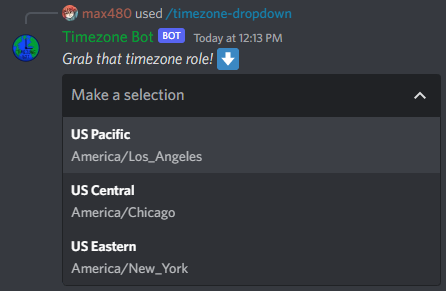 max480 used /timezone-dropdown
Timezone Bot BOT Today at 12:13 PM
Grab that timezone role! ⬇️
Make a selection
US Pacific
America/Los_Angeles
US Central
America/Chicago
US Eastern
America/New_York